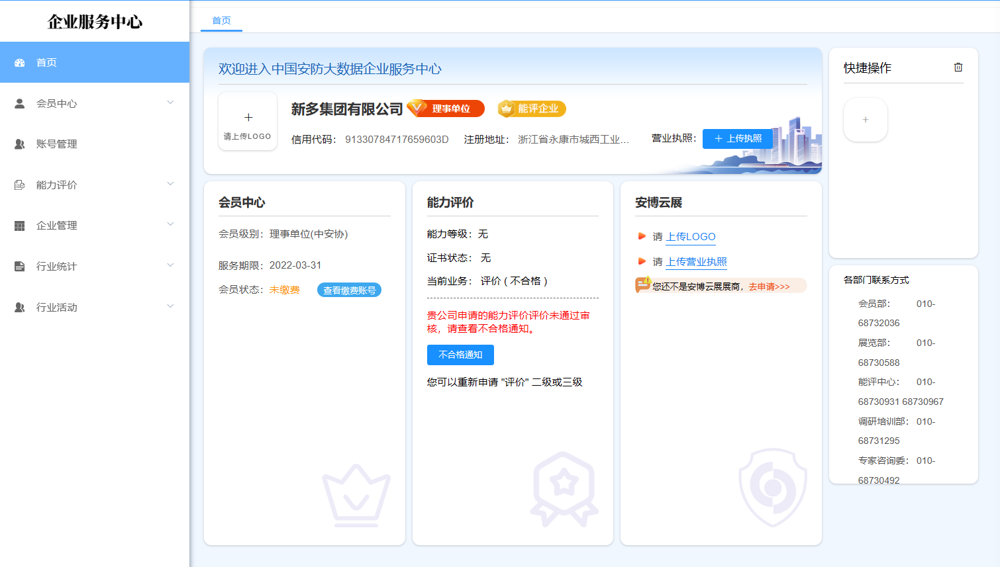 企业服务中心
首页
会员中心
账号管理
能力评价
企业管理
行业统计
行业活动
首页
欢迎进入中国安防大数据企业服务中心
+
请上传LOGO
新多集团有限公司 理事单位 能评企业
信用代码: 91330784717659603D 注册地址: 浙江省永康市城西工业... 营业执照: + 上传执照
会员中心
会员级别: 理事单位(中安协)
服务期限: 2022-03-31
会员状态: 未缴费 查看缴费账号
能力评价
能力等级: 无
证书状态: 无
当前业务: 评价 ( 不合格 )
贵公司申请的能力评价评价未通过审
核，请查看不合格通知。
不合格通知
您可以重新申请 "评价" 二级或三级
安博云展
请 上传LOGO
请 上传营业执照
您还不是安博云展展商，去申请>>>
快捷操作
+
各部门联系方式
会员部: 010-
68732036
展览部: 010-
68730588
能评中心: 010-
68730931 68730967
调研培训部: 010-
68731295
专家咨询委: 010-
68730492